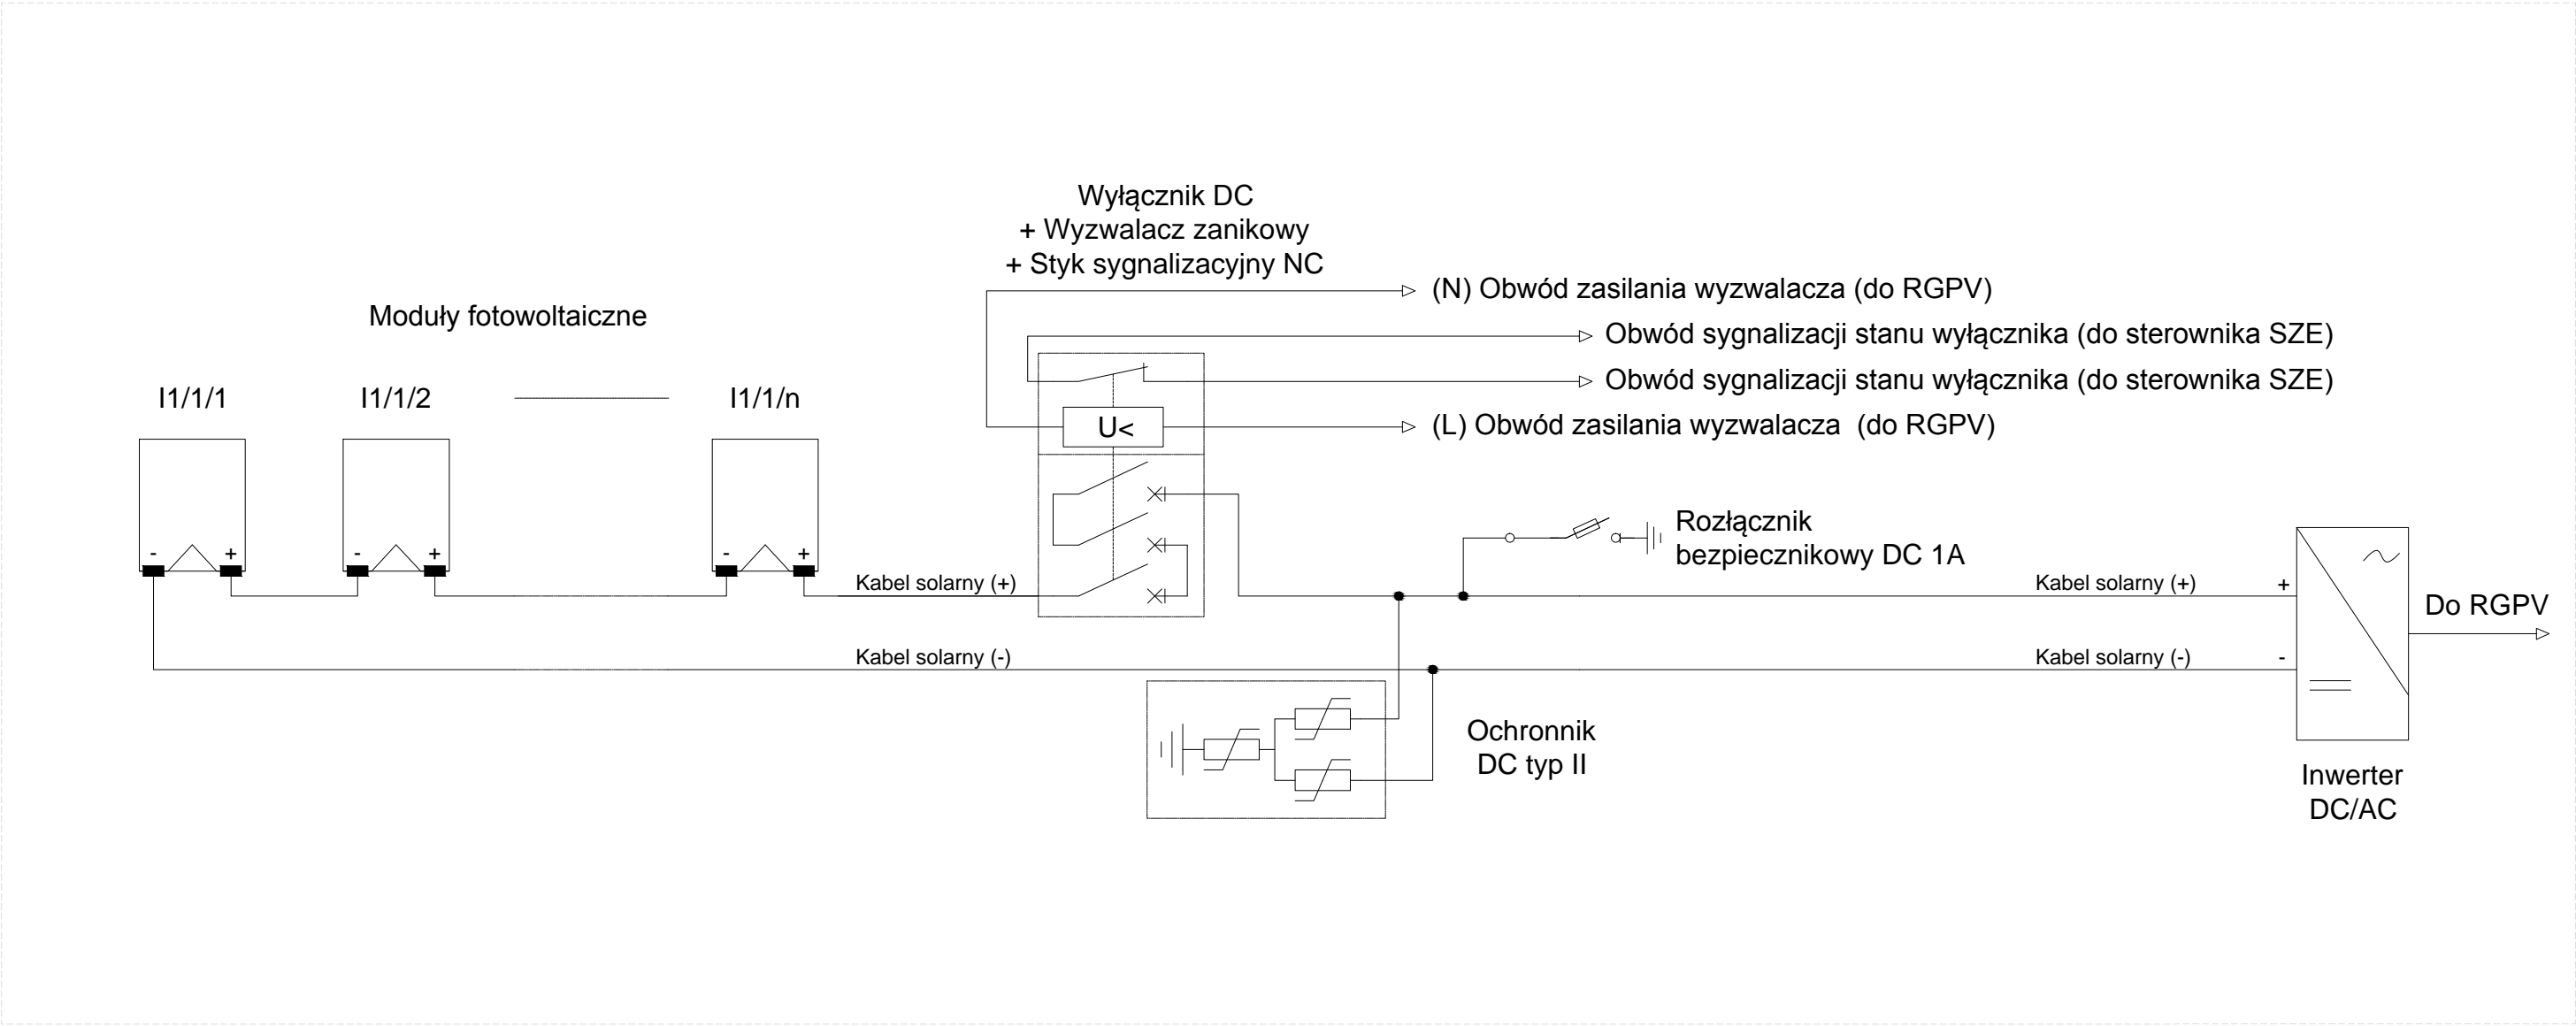 Wyłącznik DC
+ Wyzwalacz zanikowy
+ Styk sygnalizacyjny NC
(N) Obwód zasilania wyzwalacza (do RGPV)
Moduły fotowoltaiczne
Obwód sygnalizacji stanu wyłącznika (do sterownika SZE)
Obwód sygnalizacji stanu wyłącznika (do sterownika SZE)
I1/1/1
I1/1/2
I1/1/n
U<
(L) Obwód zasilania wyzwalacza (do RGPV)
Rozłącznik
bezpiecznikowy DC 1A
- +
- +
- +
Kabel solarny (+)
Kabel solarny (+)
+
Do RGPV
Kabel solarny (-)
Kabel solarny (-)
-
Ochronnik
DC typ II
Inwerter
DC/AC